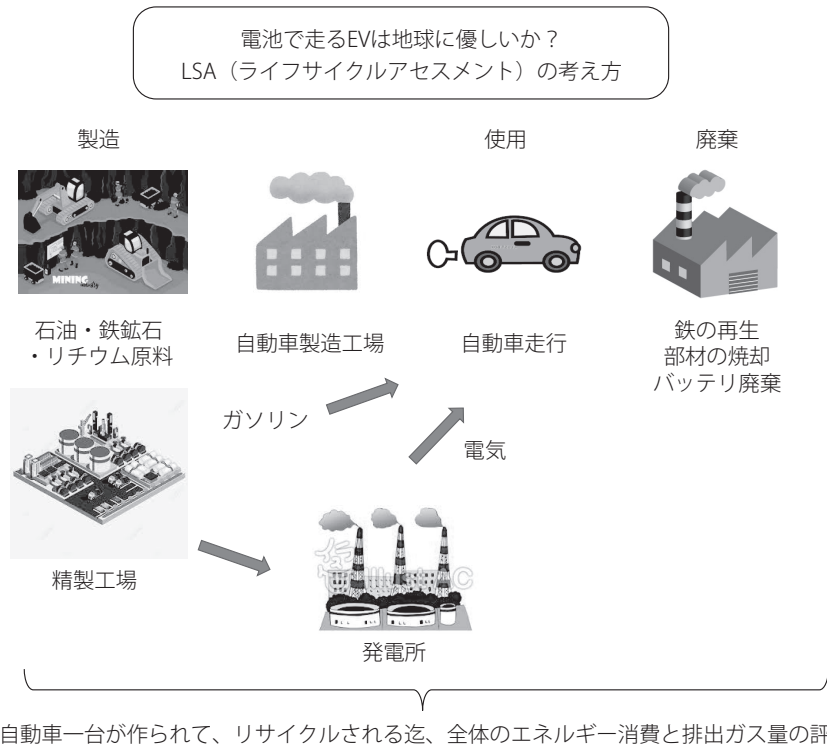 電池で走るEVは地球に優しいか？
LSA（ライフサイクルアセスメント）の考え方
製造
使用
廃棄
MINING
石油・鉄鉱石
・リチウム原料
自動車製造工場
自動車走行
鉄の再生
部材の焼却
バッテリ廃棄
ガソリン
電気
精製工場
発電所
自動車一台が作られて、リサイクルされる迄、全体のエネルギー消費と排出ガス量の評